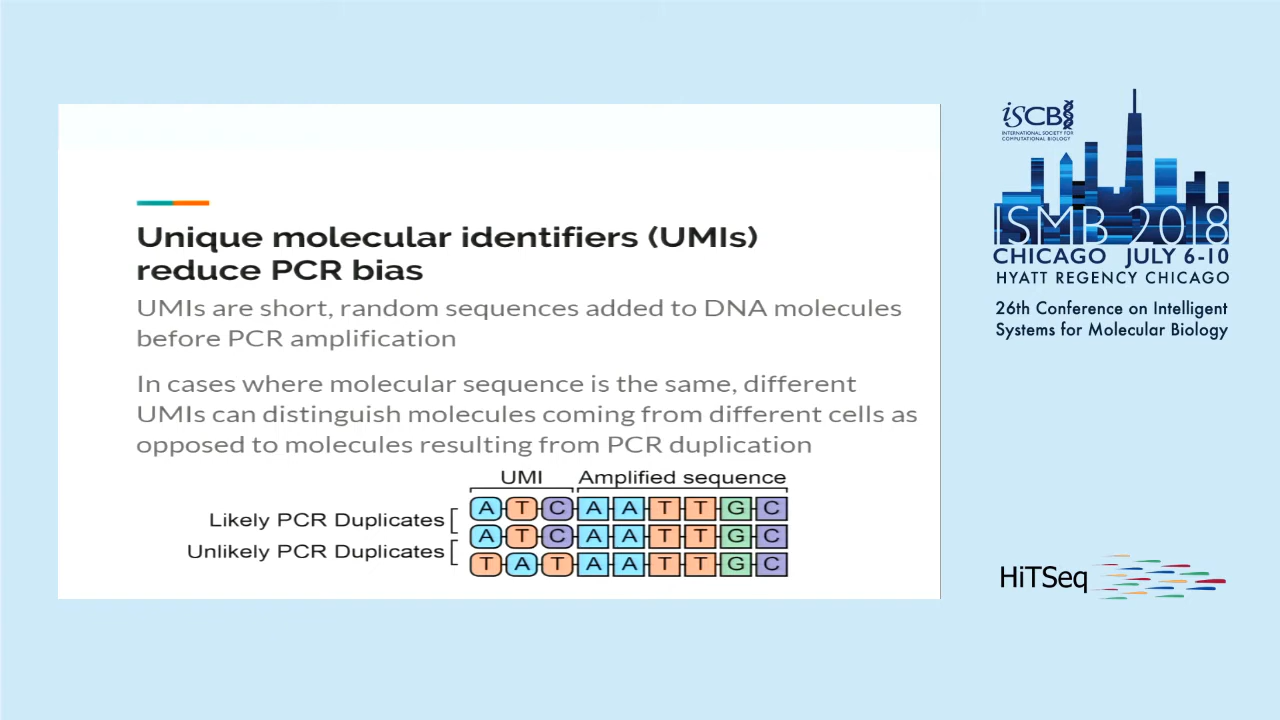 Unique molecular identifiers (UMIs)
reduce PCR bias
UMIs are short, random sequences added to DNA molecules
before PCR amplification
In cases where molecular sequence is the same, different
UMIs can distinguish molecules coming from different cells as
opposed to molecules resulting from PCR duplication
UMI Amplified sequence
Likely PCR Duplicates
Unlikely PCR Duplicates
A T C A A T T G C
A T C A A T T G C
T A T A A T T G C
iSCB
INTERNATIONAL SOCIETY FOR
COMPUTATIONAL BIOLOGY
ISMB 2018
CHICAGO JULY 6-10
HYATT REGENCY CHICAGO
26th Conference on Intelligent
Systems for Molecular Biology
HiTSeq